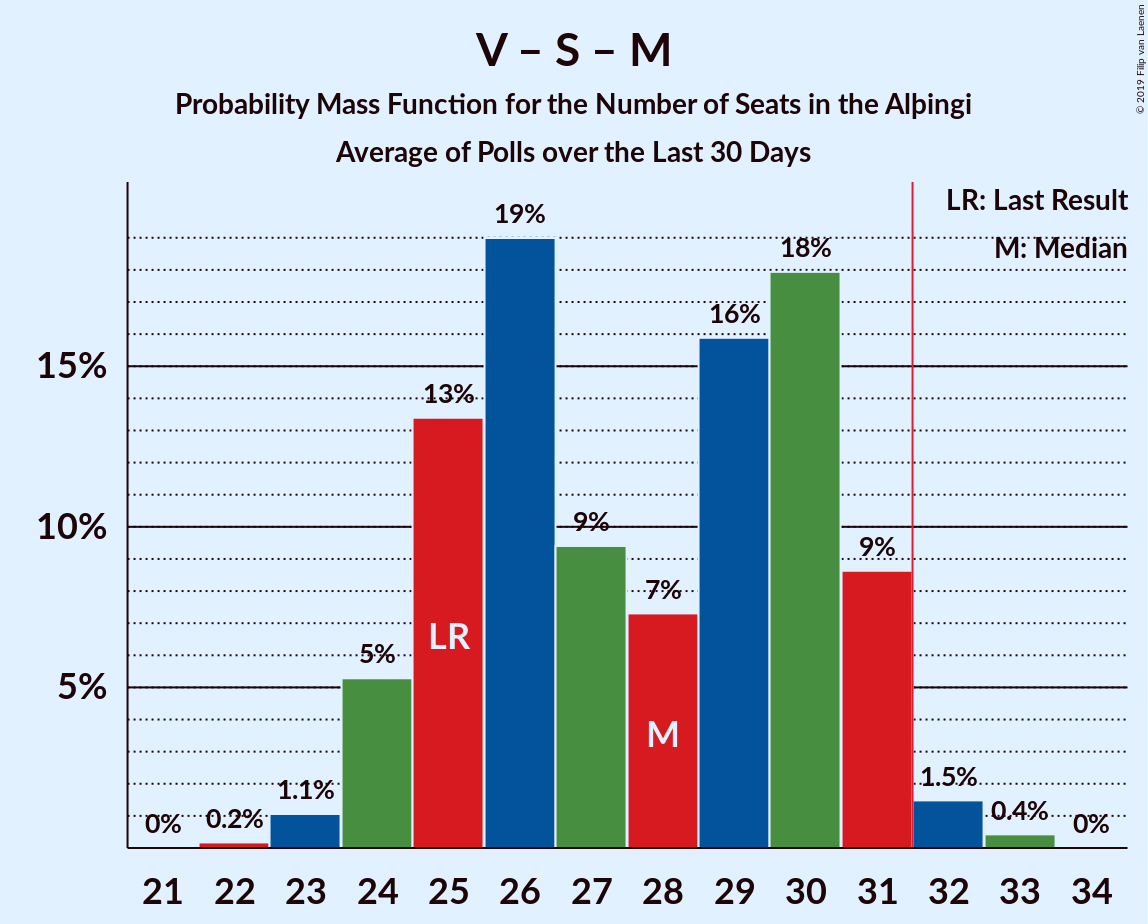 V – S – M
Probability Mass Function for the Number of Seats in the Alþingi
Average of Polls over the Last 30 Days
© 2019 Filip van Laenen
LR: Last Result
M: Median
19%
18%
16%
15%
13%
10%
9%
9%
7%
LR
5%
5%
M
1.1%
1.5%
0%
0.2%
0.4%
0%
21 22 23 24 25 26 27 28 29 30 31 32 33 34